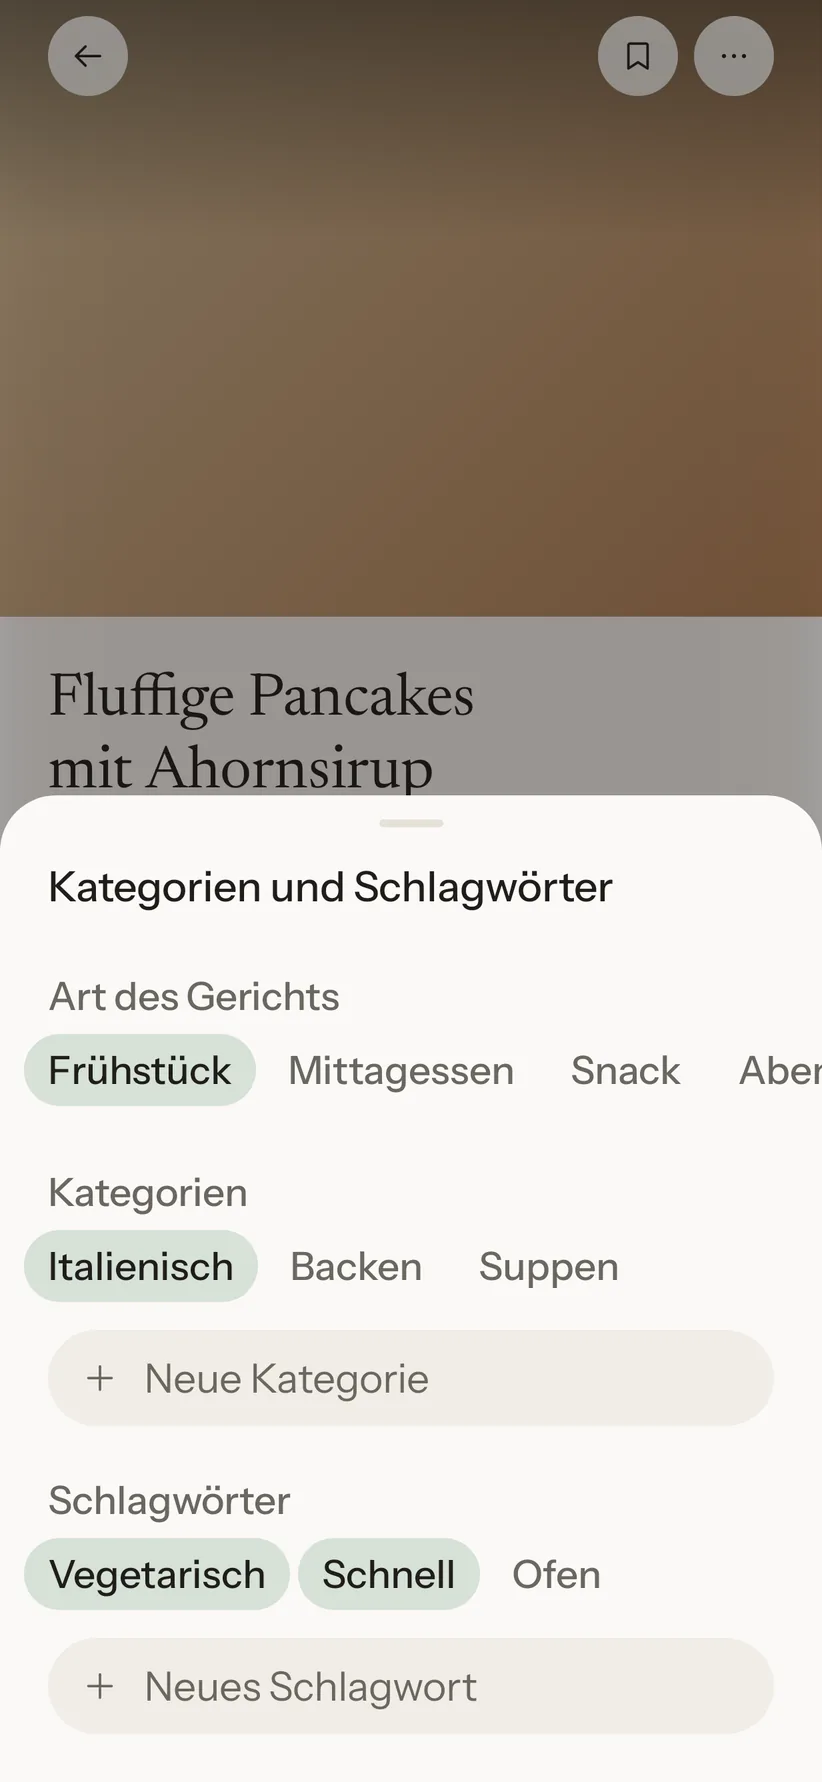 Fluffige Pancakes
mit Ahornsirup
Kategorien und Schlagwörter
Art des Gerichts
Frühstück Mittagessen Snack
Kategorien
Italienisch Backen Suppen
+ Neue Kategorie
Schlagwörter
Vegetarisch Schnell Ofen
+ Neues Schlagwort